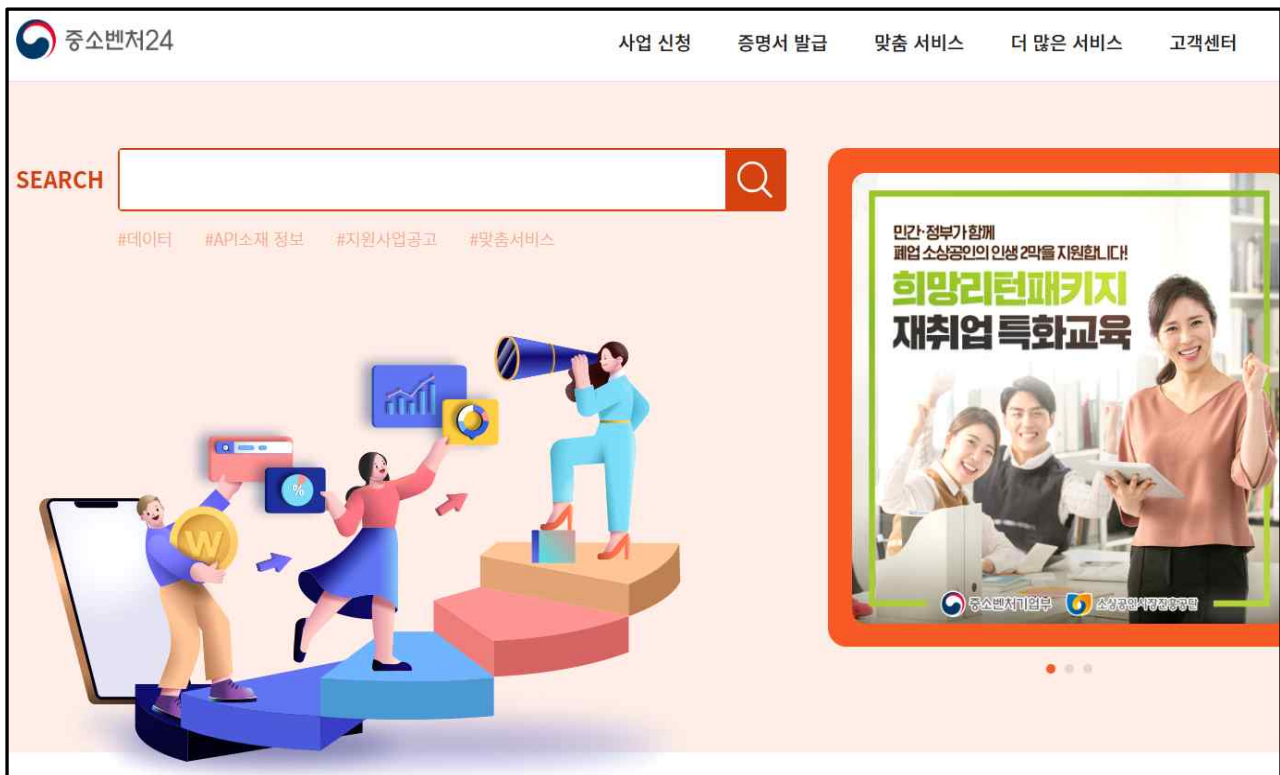 중소벤처24
사업 신청 증명서 발급 맞춤 서비스 더 많은 서비스 고객센터
SEARCH
#데이터 #API소재 정보 #지원사업공고 #맞춤서비스
민간·정부가 함께
폐업 소상공인의 인생 2막을 지원합니다!
희망리턴패키지
재취업 특화교육
중소벤처기업부 소상공인시장진흥공단
%
W